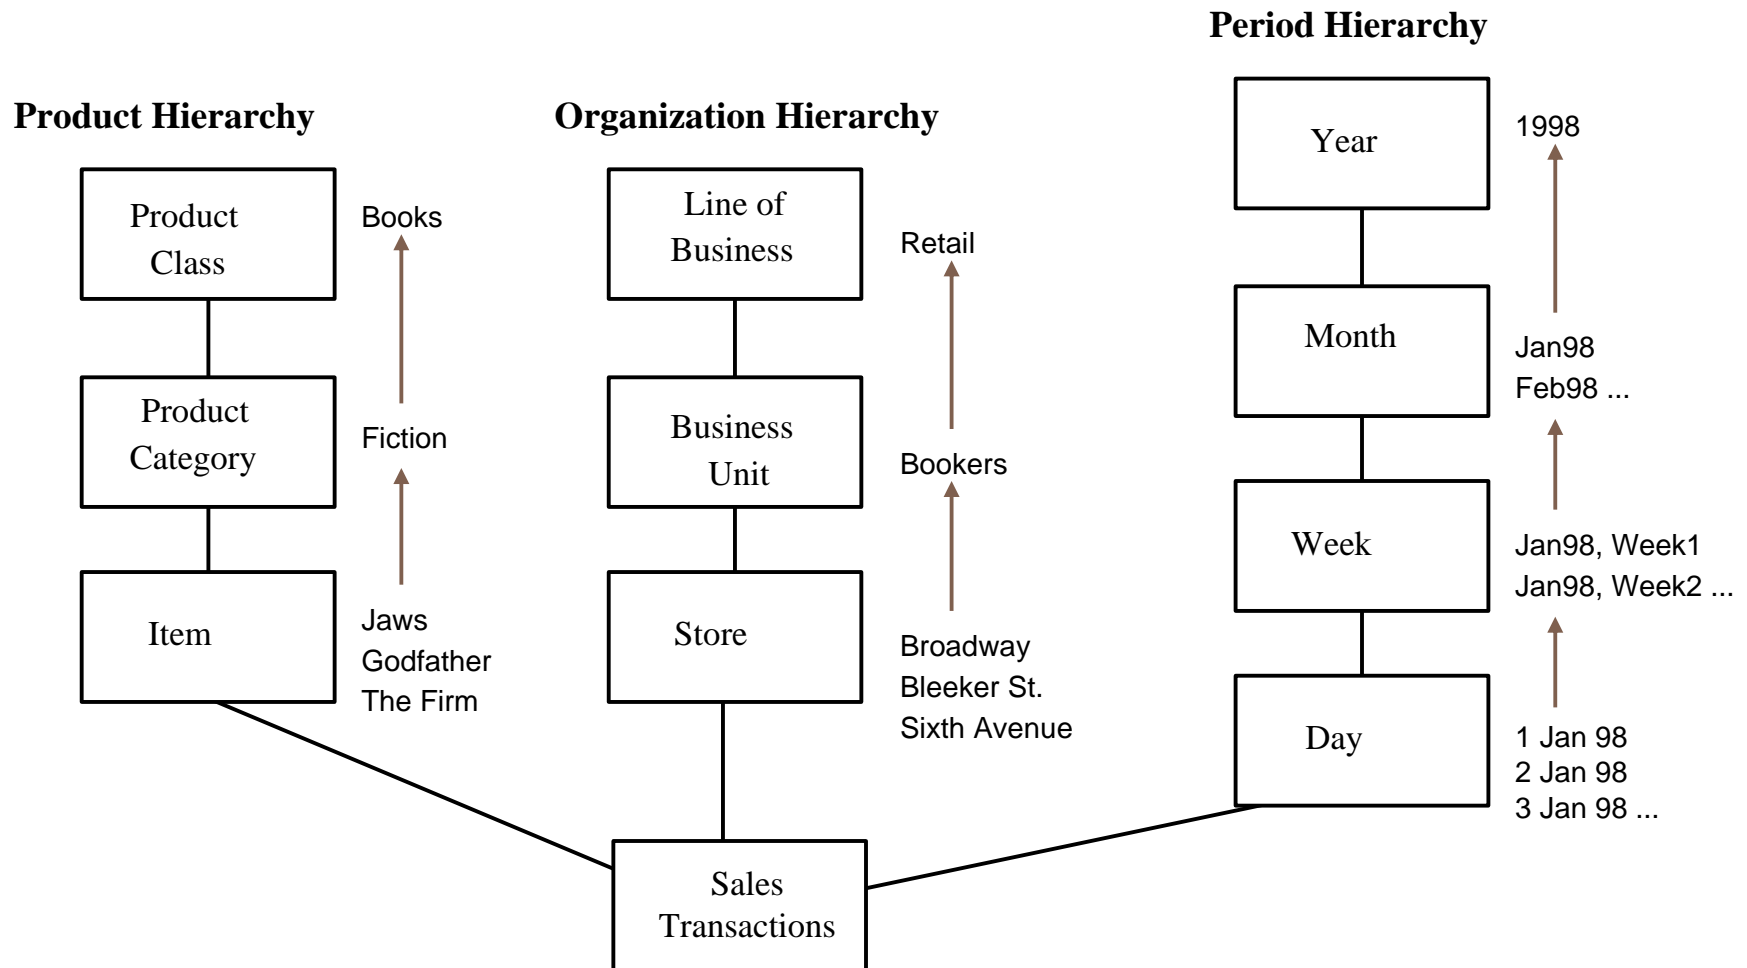 Period Hierarchy
Product Hierarchy
Organization Hierarchy
Product
Class
Books
Product
Category
Fiction
Item
Jaws
Godfather
The Firm
Line of
Business
Retail
Business
Unit
Bookers
Store
Broadway
Bleeker St.
Sixth Avenue
Year
1998
Month
Jan98
Feb98 ...
Week
Jan98, Week1
Jan98, Week2 ...
Day
1 Jan 98
2 Jan 98
3 Jan 98 ...
Sales
Transactions